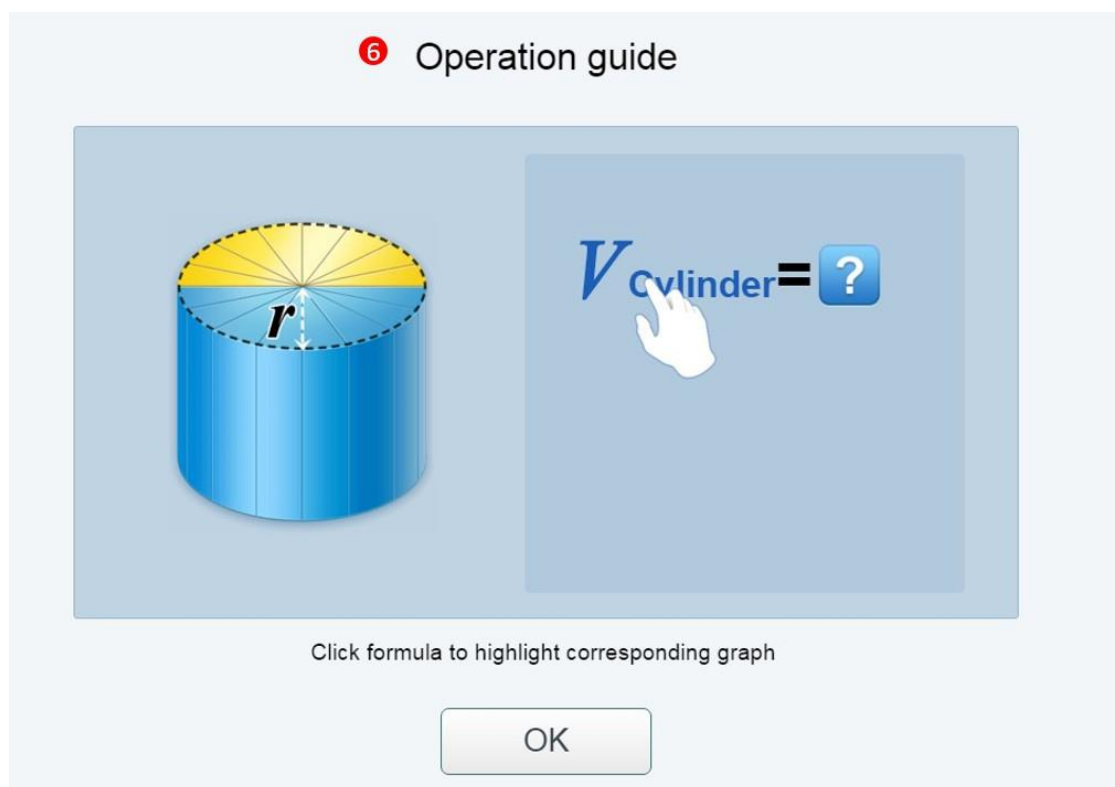 6 Operation guide
V Cylinder = ?
r
Click formula to highlight corresponding graph
OK